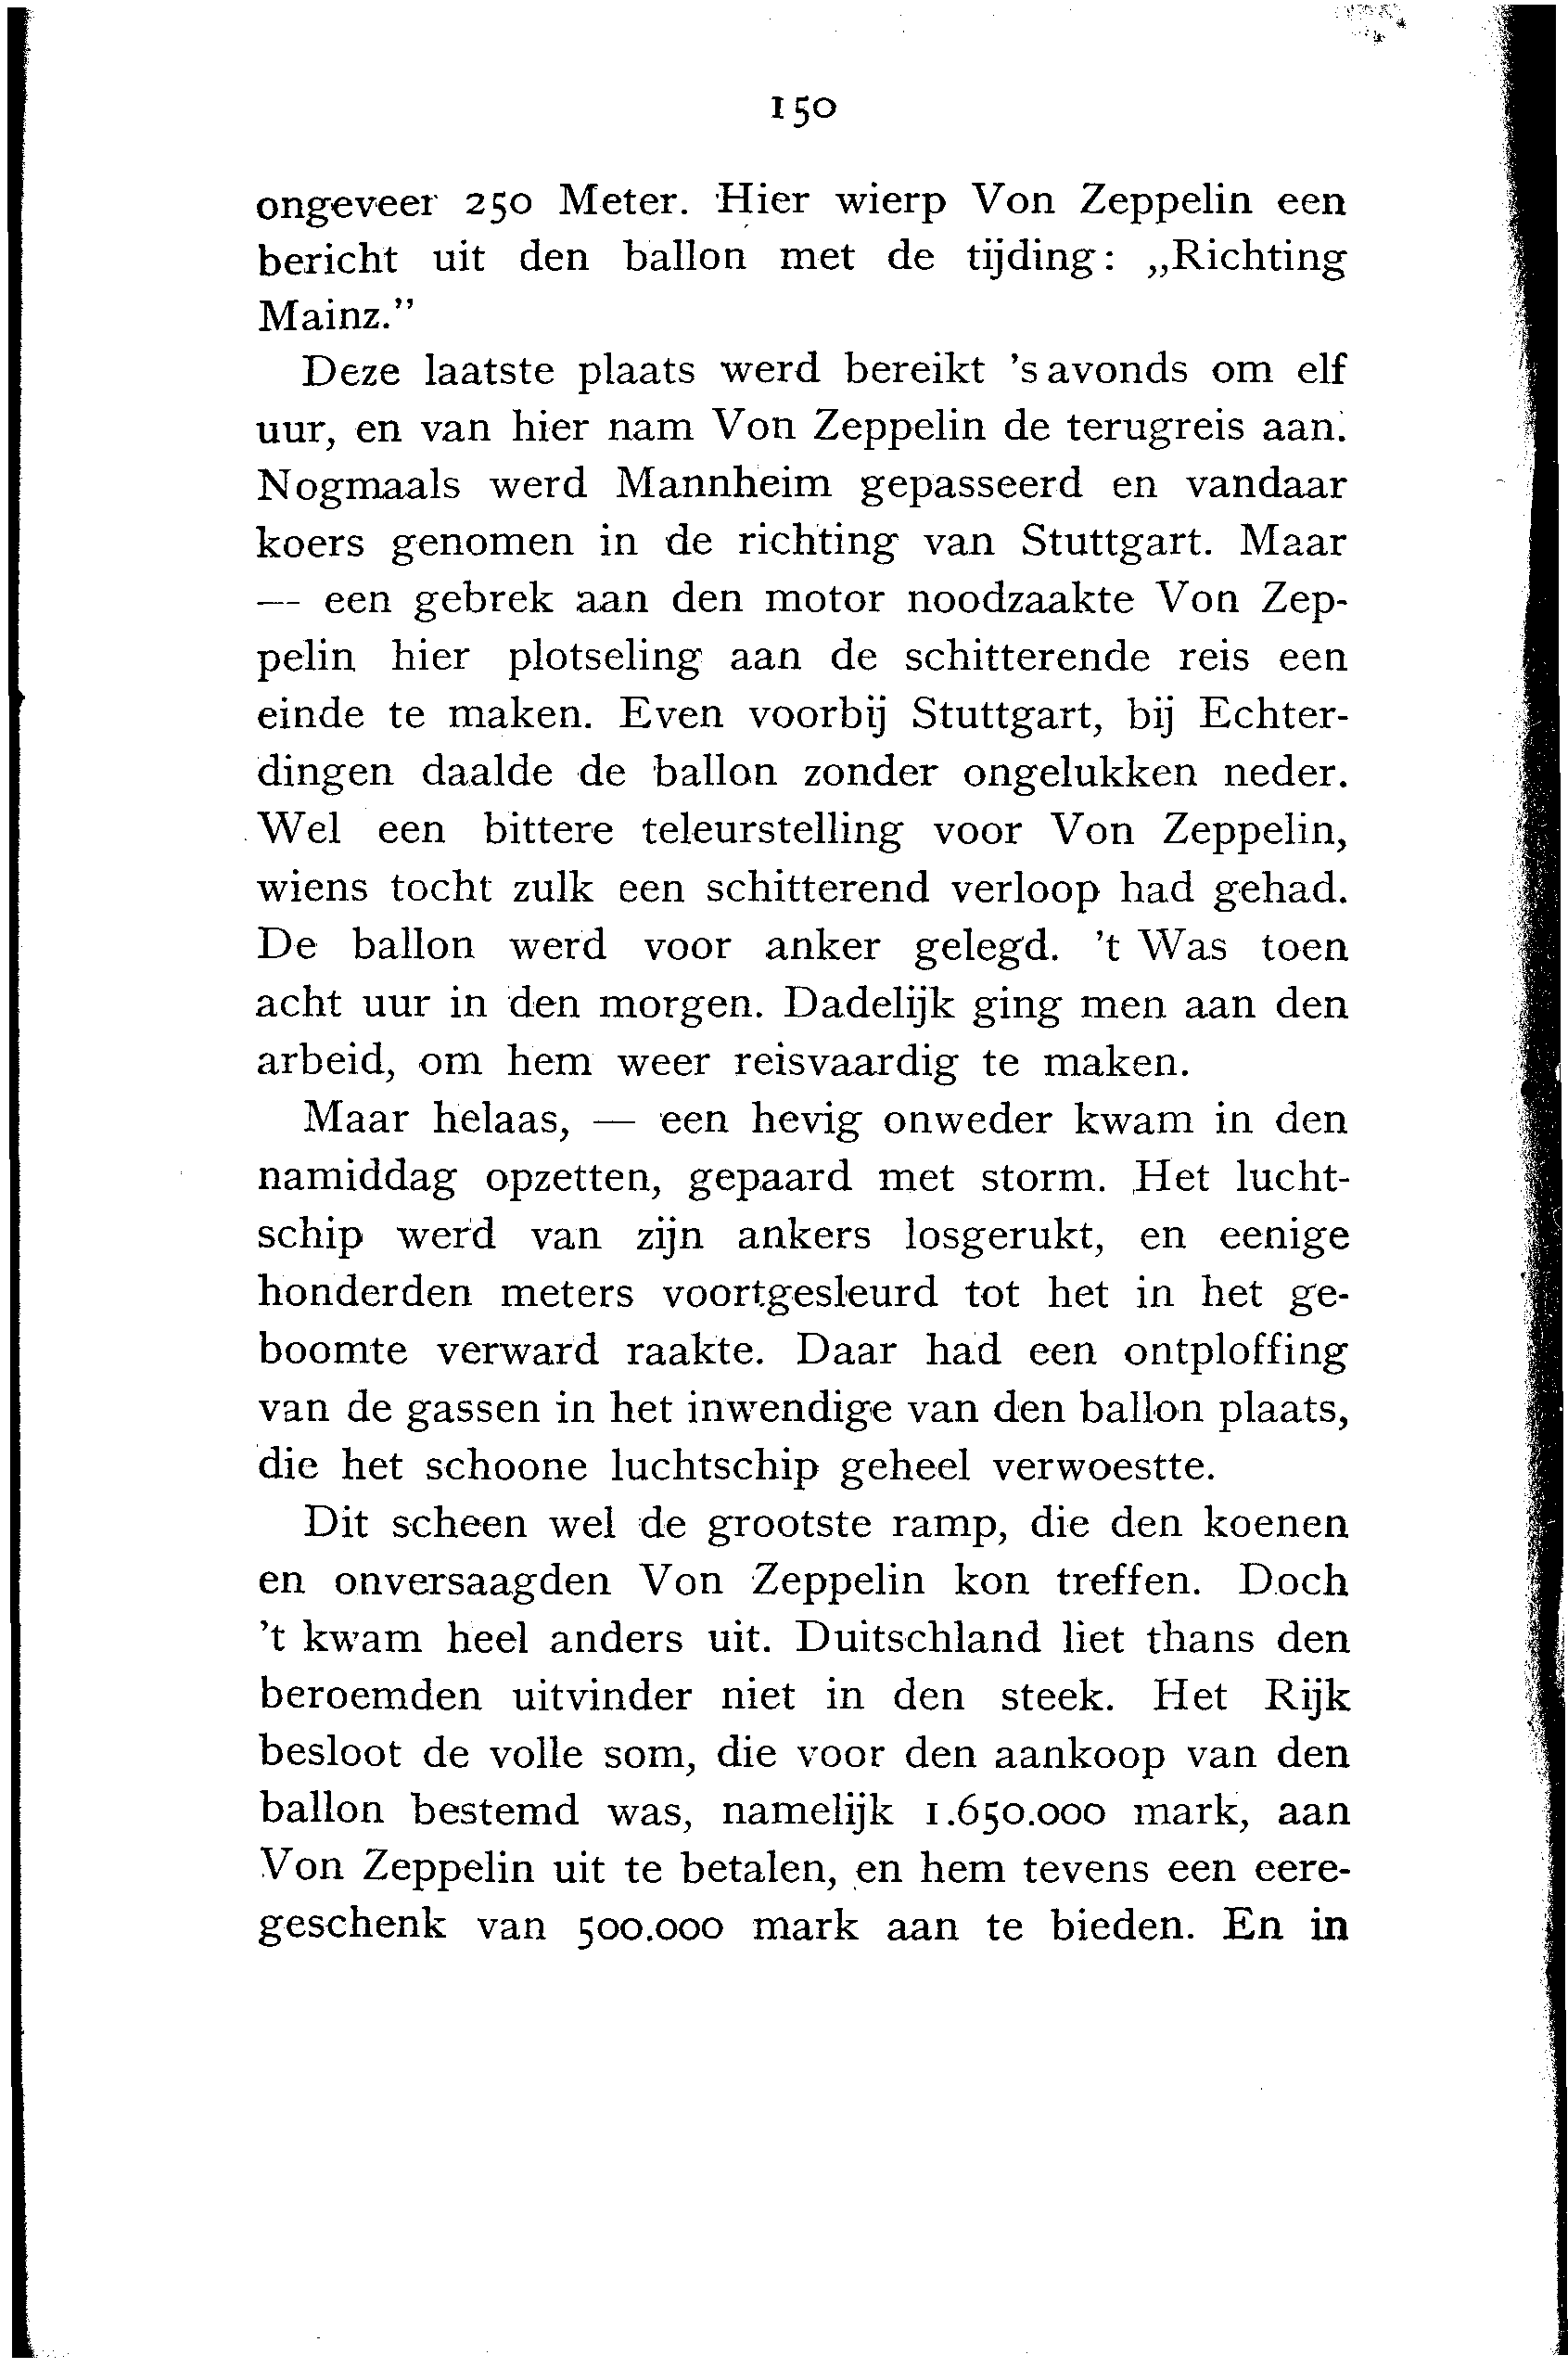 150
ongeveer 250 Meter. Hier wierp Von Zeppelin een
bericht uit den ballon met de tijding: „Richting
Mainz.”
Deze laatste plaats werd bereikt 's avonds om elf
uur, en van hier nam Von Zeppelin de terugreis aan.
Nogmaals werd Mannheim gepasseerd en vandaar
koers genomen in de richting van Stuttgart. Maar
— een gebrek aan den motor noodzaakte Von Zep-
pelin hier plotseling aan de schitterende reis een
einde te maken. Even voorbij Stuttgart, bij Echter-
dingen daalde de ballon zonder ongelukken neder.
Wel een bittere teleurstelling voor Von Zeppelin,
wiens tocht zulk een schitterend verloop had gehad.
De ballon werd voor anker gelegd. 't Was toen
acht uur in den morgen. Dadelijk ging men aan den
arbeid, om hem weer reisvaardig te maken.
Maar helaas, — een hevig onweder kwam in den
namiddag opzetten, gepaard met storm. Het lucht-
schip werd van zijn ankers losgerukt, en eenige
honderden meters voortgesleurd tot het in het ge-
boomte verward raakte. Daar had een ontploffing
van de gassen in het inwendige van den ballon plaats,
die het schoone luchtschip geheel verwoestte.
Dit scheen wel de grootste ramp, die den koenen
en onversaagden Von Zeppelin kon treffen. Doch
't kwam heel anders uit. Duitschland liet thans den
beroemden uitvinder niet in den steek. Het Rijk
besloot de volle som, die voor den aankoop van den
ballon bestemd was, namelijk 1.650.000 mark, aan
Von Zeppelin uit te betalen, en hem tevens een eere-
geschenk van 500.000 mark aan te bieden. En in